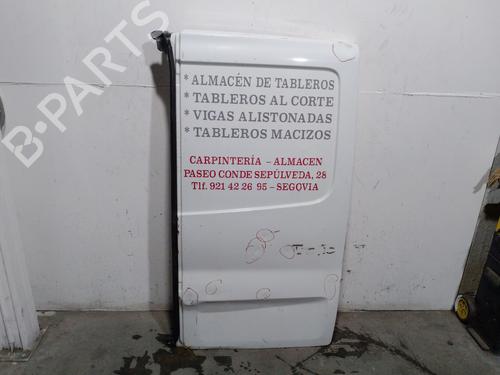 B-PARTS
* ALMACÉN DE TABLEROS
* TABLEROS AL CORTE
* VIGAS ALISTONADAS
* TABLEROS MACIZOS
CARPINTERÍA – ALMACEN
PASEO CONDE SEPÚLVEDA, 28
Tlf. 921 42 26 95 – SEGOVIA